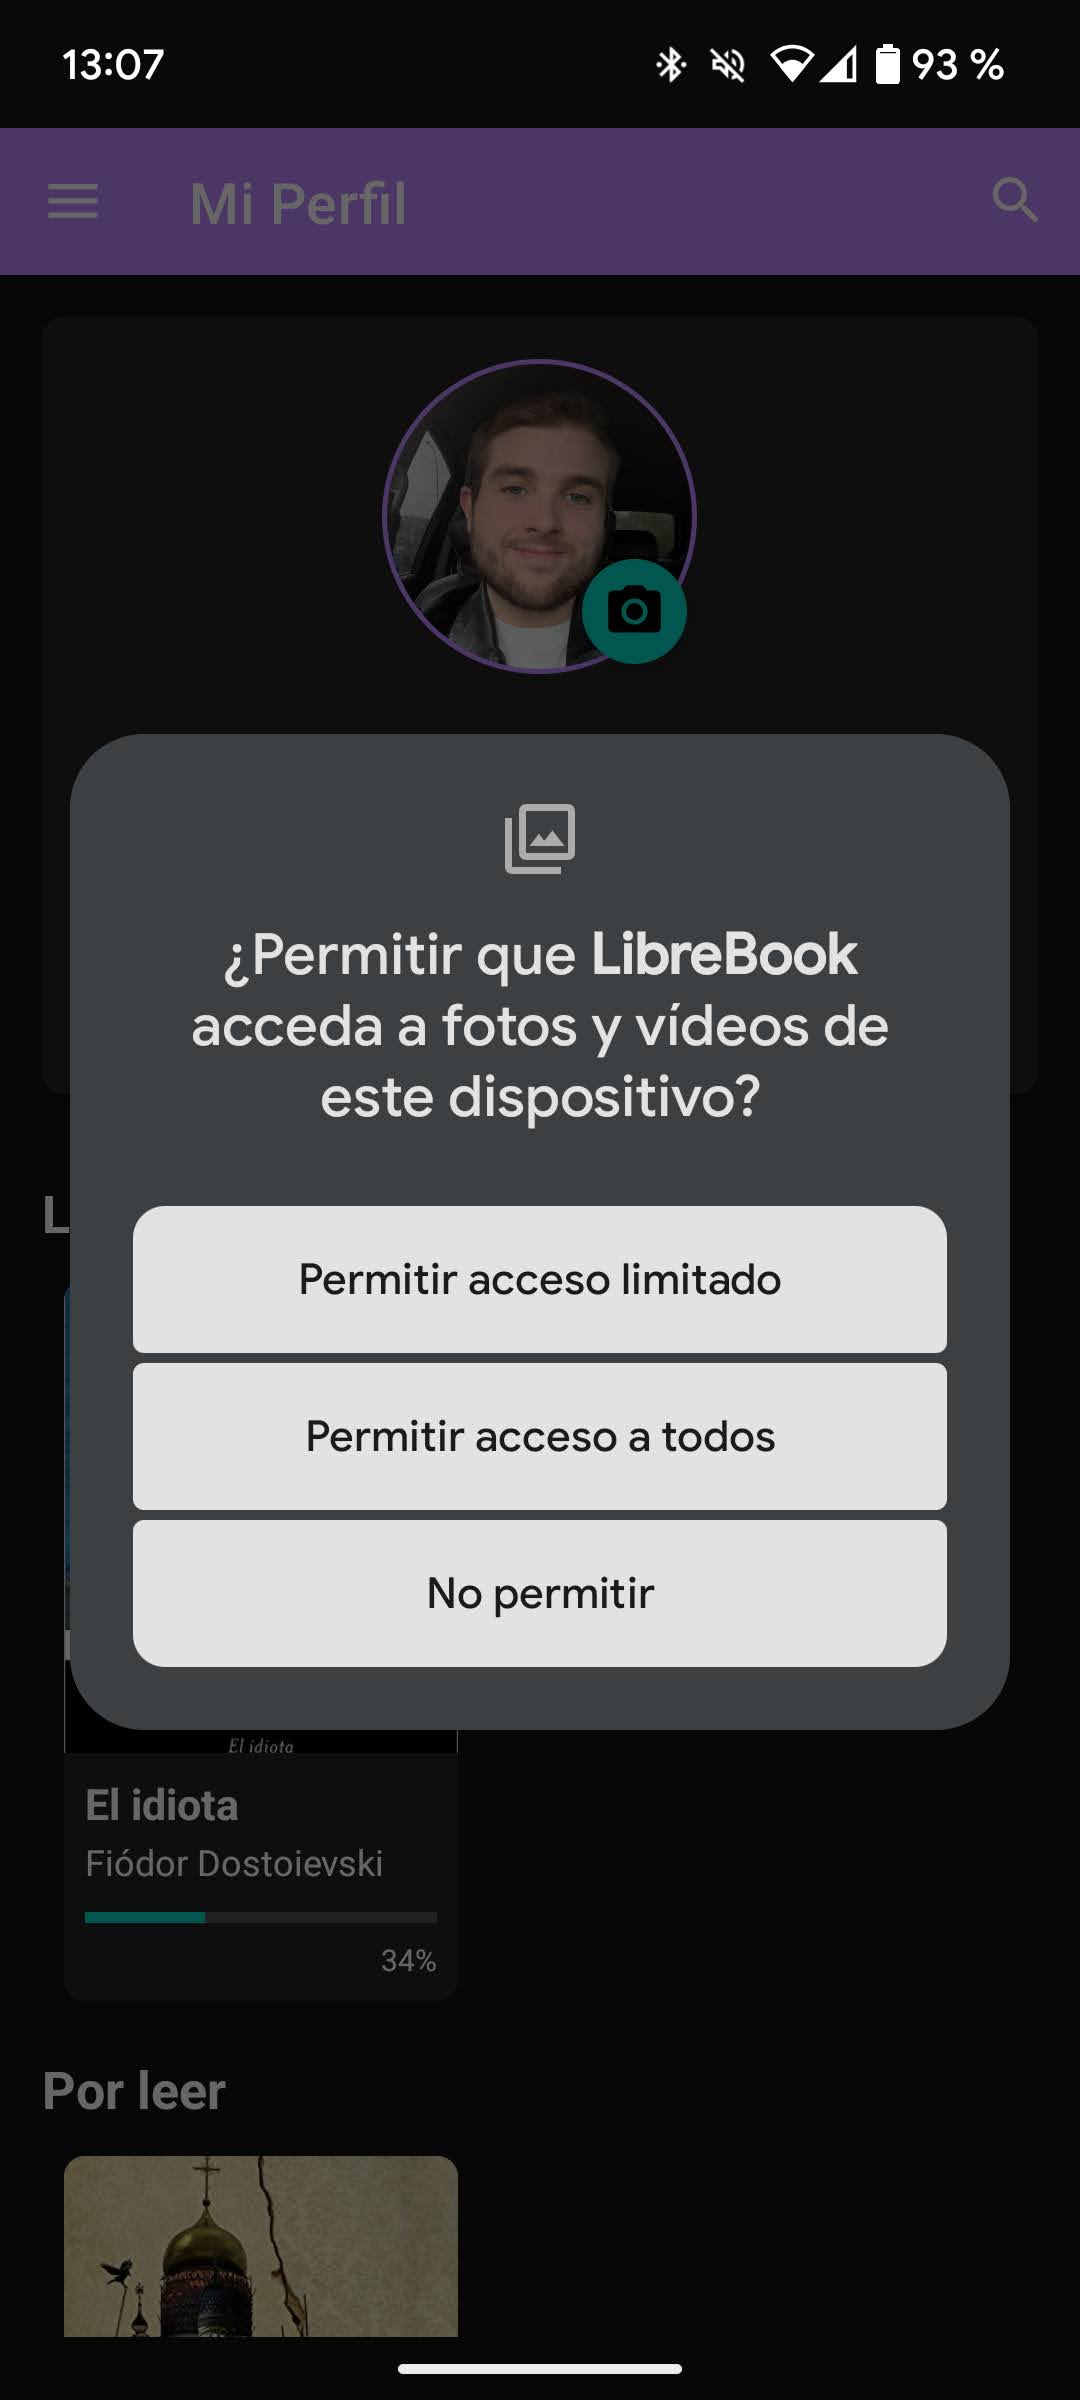 13:07
93 %
Mi Perfil
¿Permitir que LibreBook
acceda a fotos y vídeos de
este dispositivo?
L
Permitir acceso limitado
Permitir acceso a todos
No permitir
El idiota
El idiota
Fiódor Dostoievski
34%
Por leer